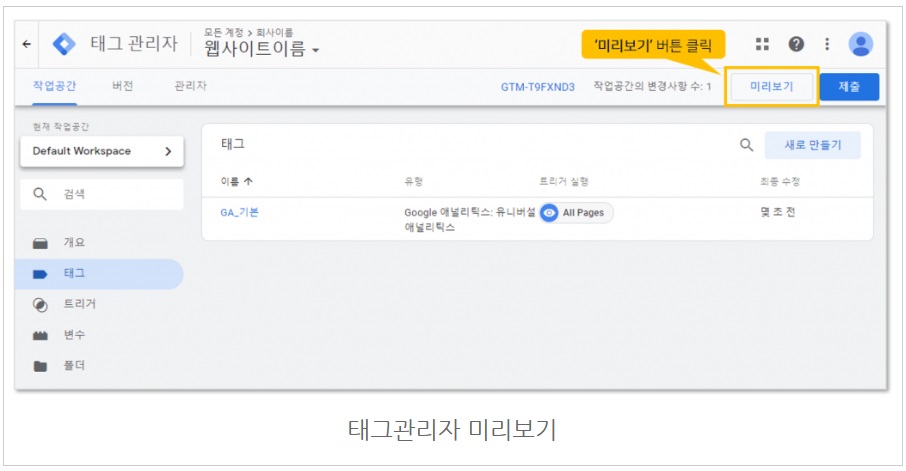 모든 계정 > 회사이름
태그 관리자
웹사이트이름
'미리보기' 버튼 클릭
작업공간 버전 관리자
GTM-T9FXND3 작업공간의 변경사항 수: 1 미리보기 제출
현재 작업공간
Default Workspace
검색
개요
태그
트리거
변수
폴더
태그 새로 만들기
이름 유형 트리거 실행 최종 수정
GA_기본 Google 애널리틱스: 유니버설 All Pages 몇 초 전
애널리틱스
태그관리자 미리보기